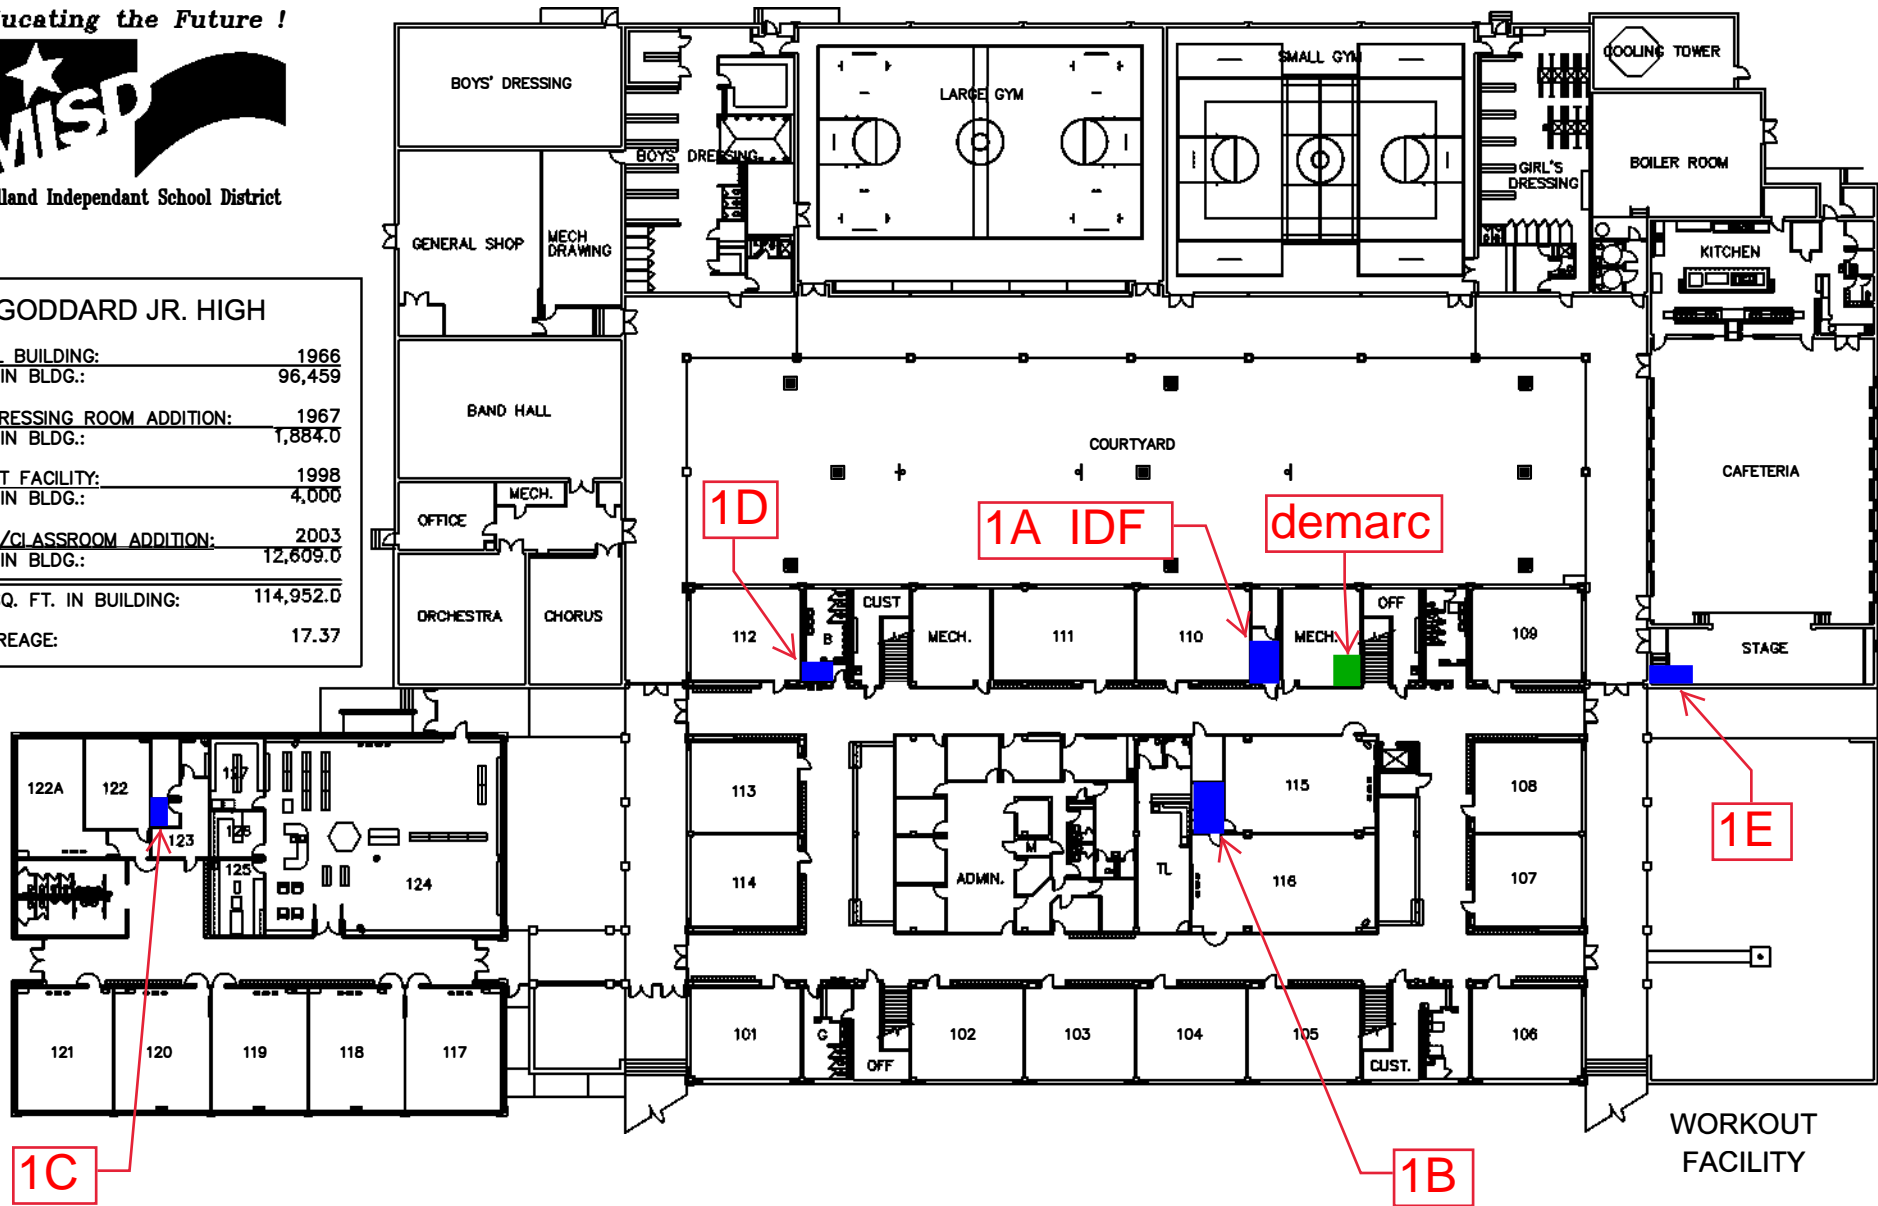 ucating the Future !
MISD
lland Independant School District
GODDARD JR. HIGH
L BUILDING: 1966
IN BLDG.: 96,459
RESSING ROOM ADDITION: 1967
IN BLDG.: 1,884.0
T FACILITY: 1998
IN BLDG.: 4,000
/CLASSROOM ADDITION: 2003
IN BLDG.: 12,609.0
Q. FT. IN BUILDING: 114,952.0
REAGE: 17.37
BOYS' DRESSING
BOYS' DRESSING
LARGE GYM
SMALL GYM
GIRL'S
DRESSING
COOLING TOWER
BOILER ROOM
GENERAL SHOP
MECH
DRAWING
KITCHEN
BAND HALL
COURTYARD
CAFETERIA
MECH.
OFFICE
1D
1A IDF
demarc
ORCHESTRA
CHORUS
112
B
CUST
MECH.
111
110
MECH.
OFF
109
STAGE
122A
122
127
123
126
125
124
113
114
ADMIN.
M
TL
115
116
108
107
1E
121
120
119
118
117
101
G
OFF
102
103
104
105
CUST.
106
WORKOUT
FACILITY
1C
1B